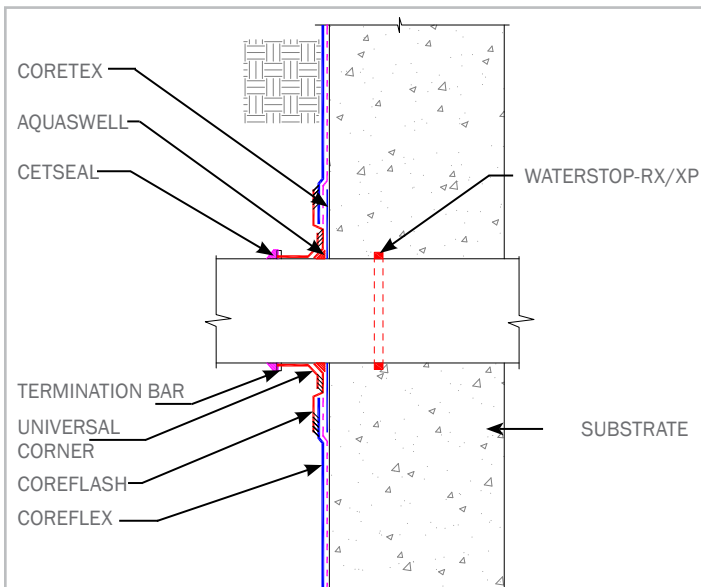 CORETEX
AQUASWELL
CETSEAL
WATERSTOP-RX/XP
TERMINATION BAR
UNIVERSAL
CORNER
COREFLASH
COREFLEX
SUBSTRATE